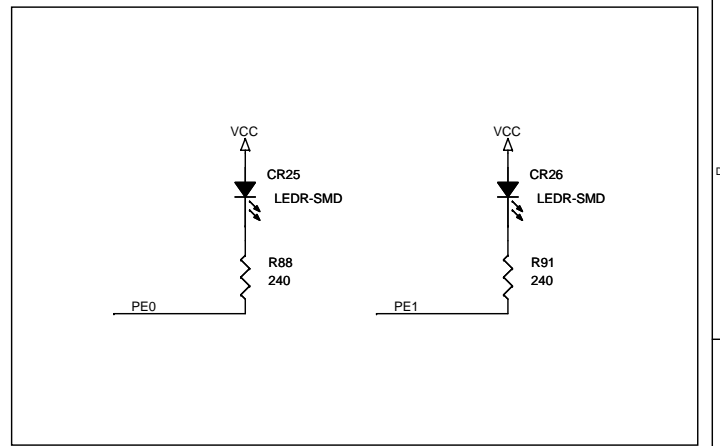 VCC
CR25
LEDR-SMD
R88
240
PE0
VCC
CR26
LEDR-SMD
R91
240
PE1
D